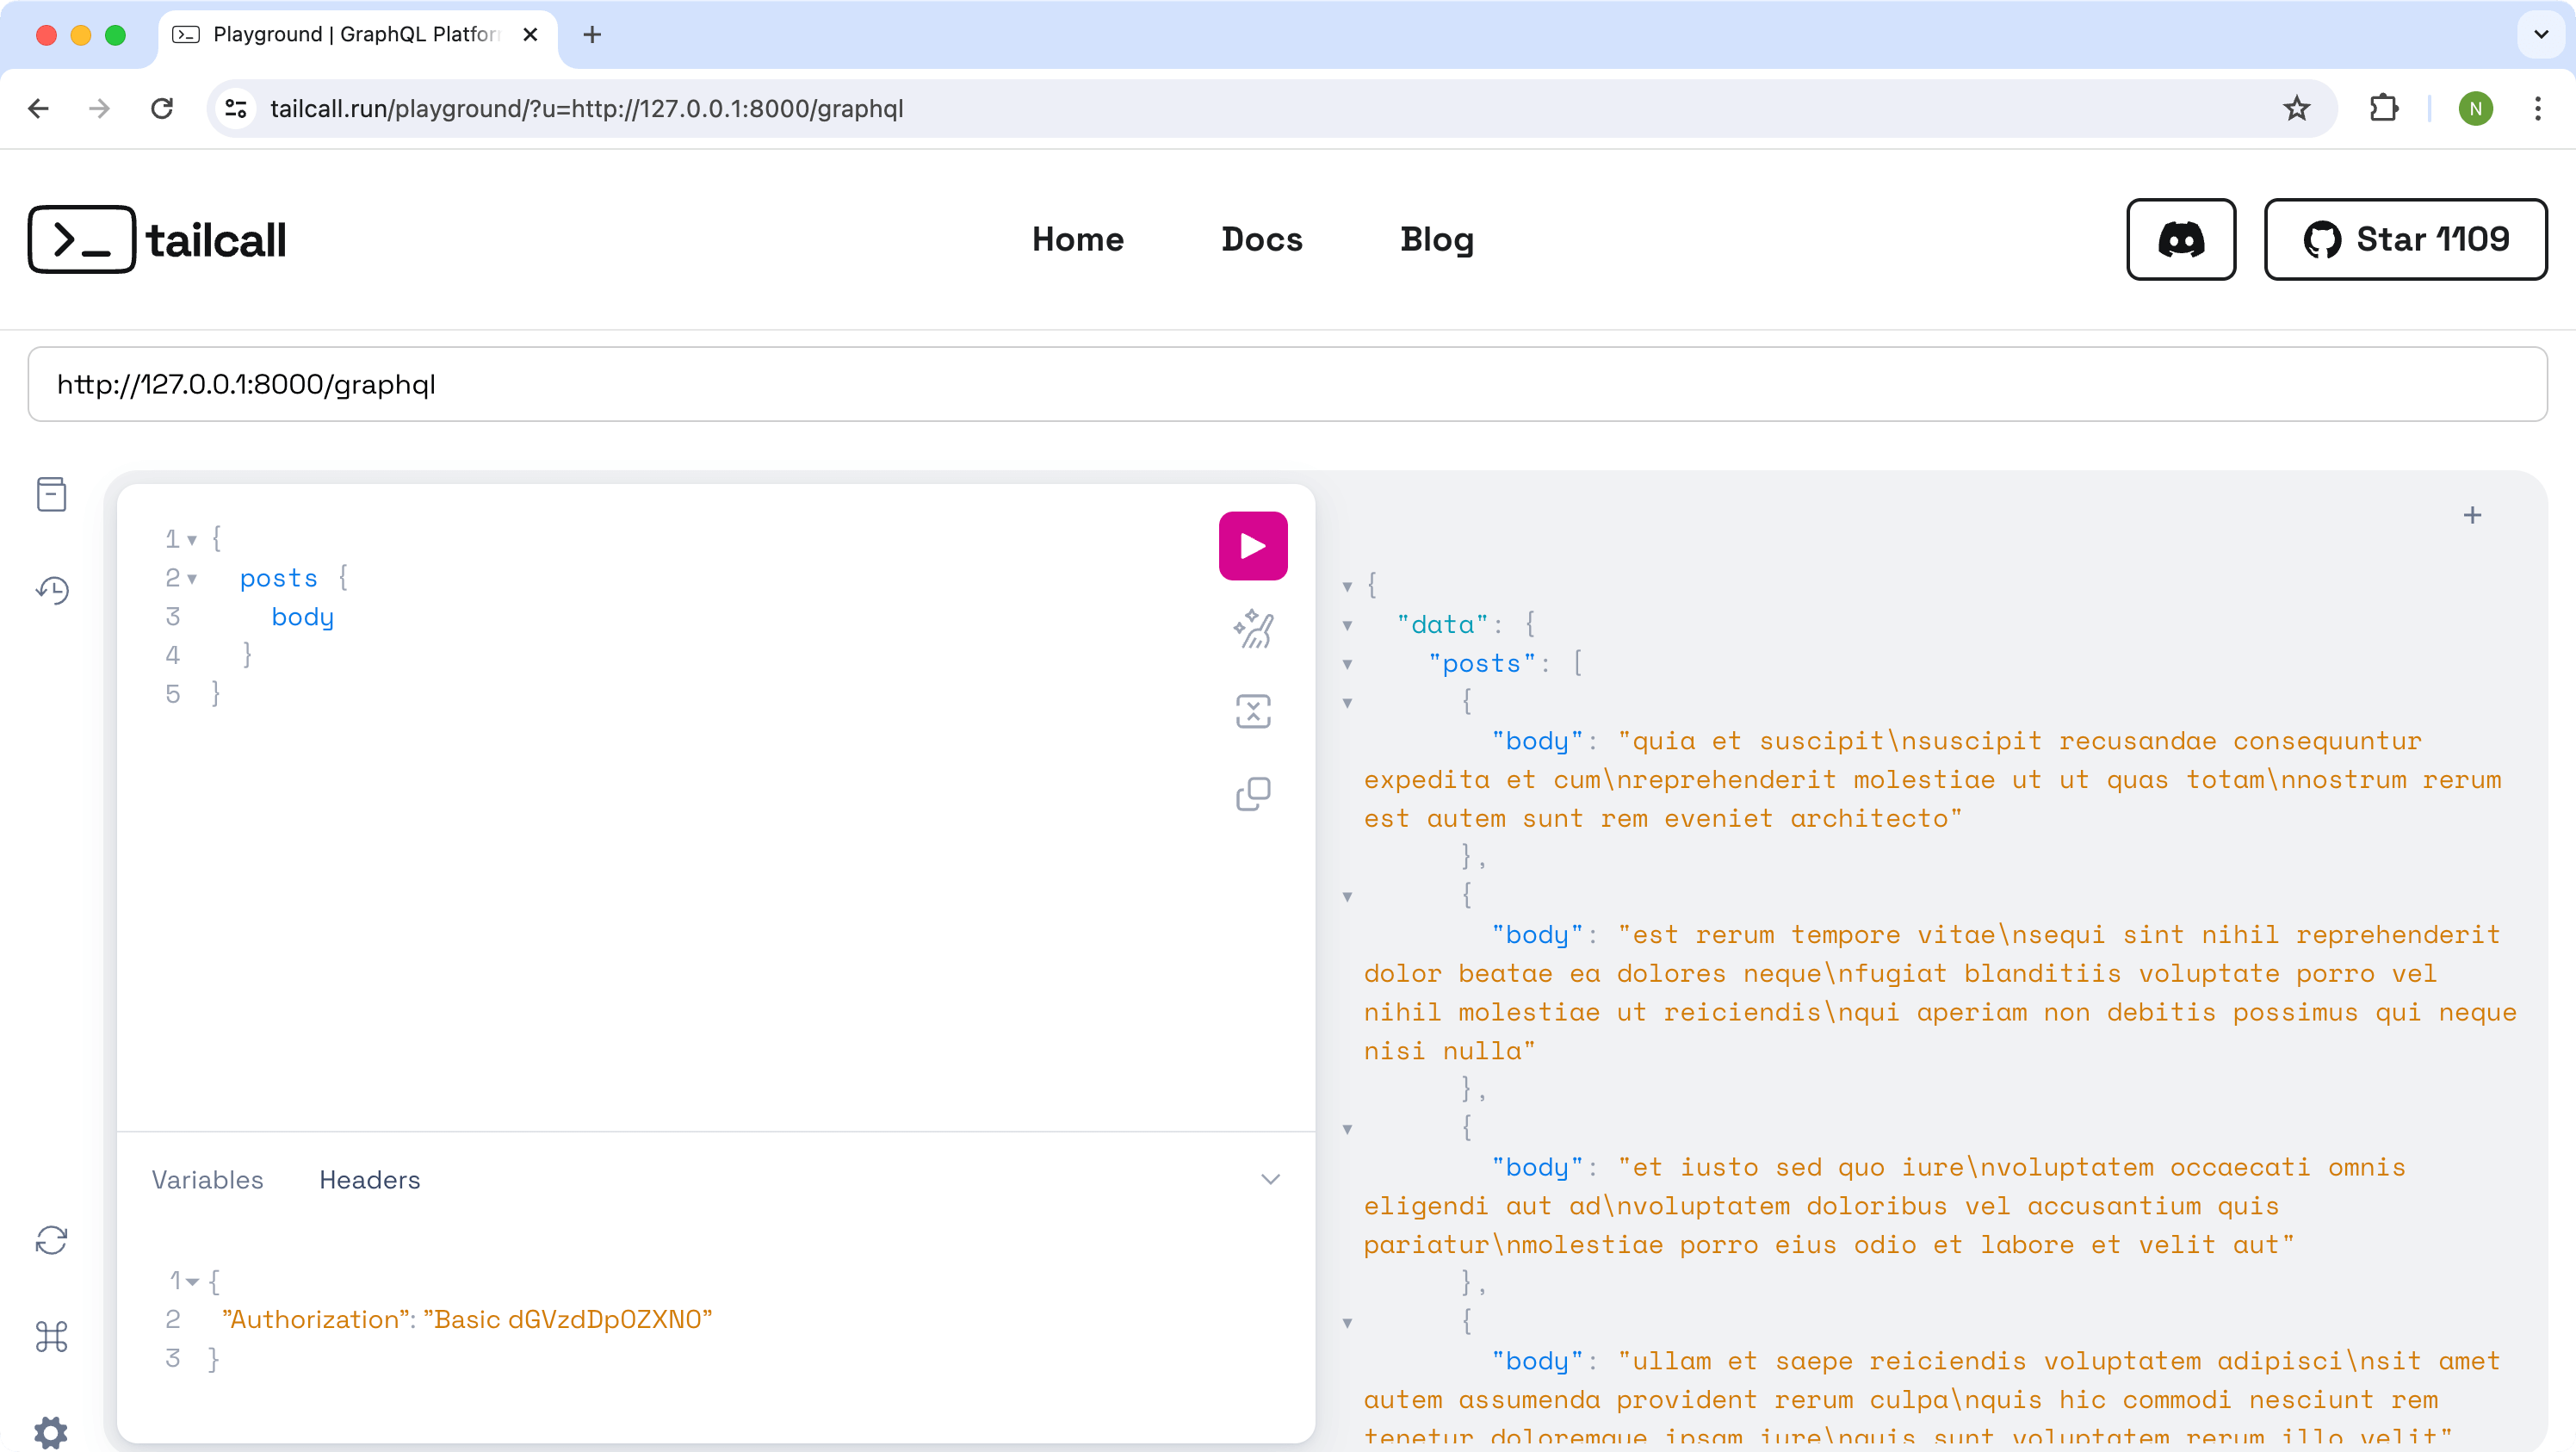 Playground | GraphQL Platfor
tailcall.run/playground/?u=http://127.0.0.1:8000/graphql
N
tailcall
Home
Docs
Blog
Star 1109
http://127.0.0.1:8000/graphql
1 {
2 posts {
3 body
4 }
5 }
Variables
Headers
1 {
2 "Authorization": "Basic dGVzdDpOZXN0"
3 }
{
"data": {
"posts": [
{
"body": "quia et suscipit\nsuscipit recusandae consequuntur
expedita et cum\nreprehenderit molestiae ut ut quas totam\nnostrum rerum
est autem sunt rem eveniet architecto"
},
{
"body": "est rerum tempore vitae\nsequi sint nihil reprehenderit
dolor beatae ea dolores neque\nfugiat blanditiis voluptate porro vel
nihil molestiae ut reiciendis\nqui aperiam non debitis possimus qui neque
nisi nulla"
},
{
"body": "et iusto sed quo iure\nvoluptatem occaecati omnis
eligendi aut ad\nvoluptatem doloribus vel accusantium quis
pariatur\nmolestiae porro eius odio et labore et velit aut"
},
{
"body": "ullam et saepe reiciendis voluptatem adipisci\nsit amet
autem assumenda provident rerum culpa\nquis hic commodi nesciunt rem
tenetur doloremque ipsam iure\nquis sunt voluptatem rerum illo velit"